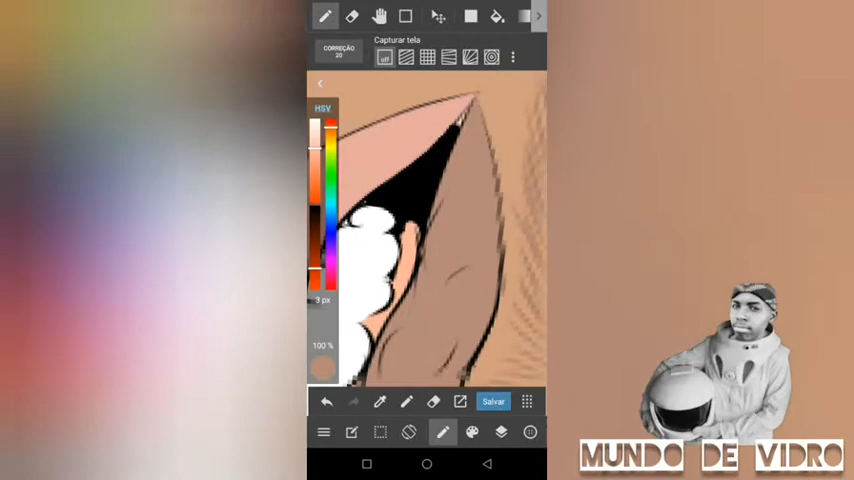 Capturar tela
CORREÇÃO
20
off
HSV
3 px
100 %
Salvar
MUNDO DE VIDRO